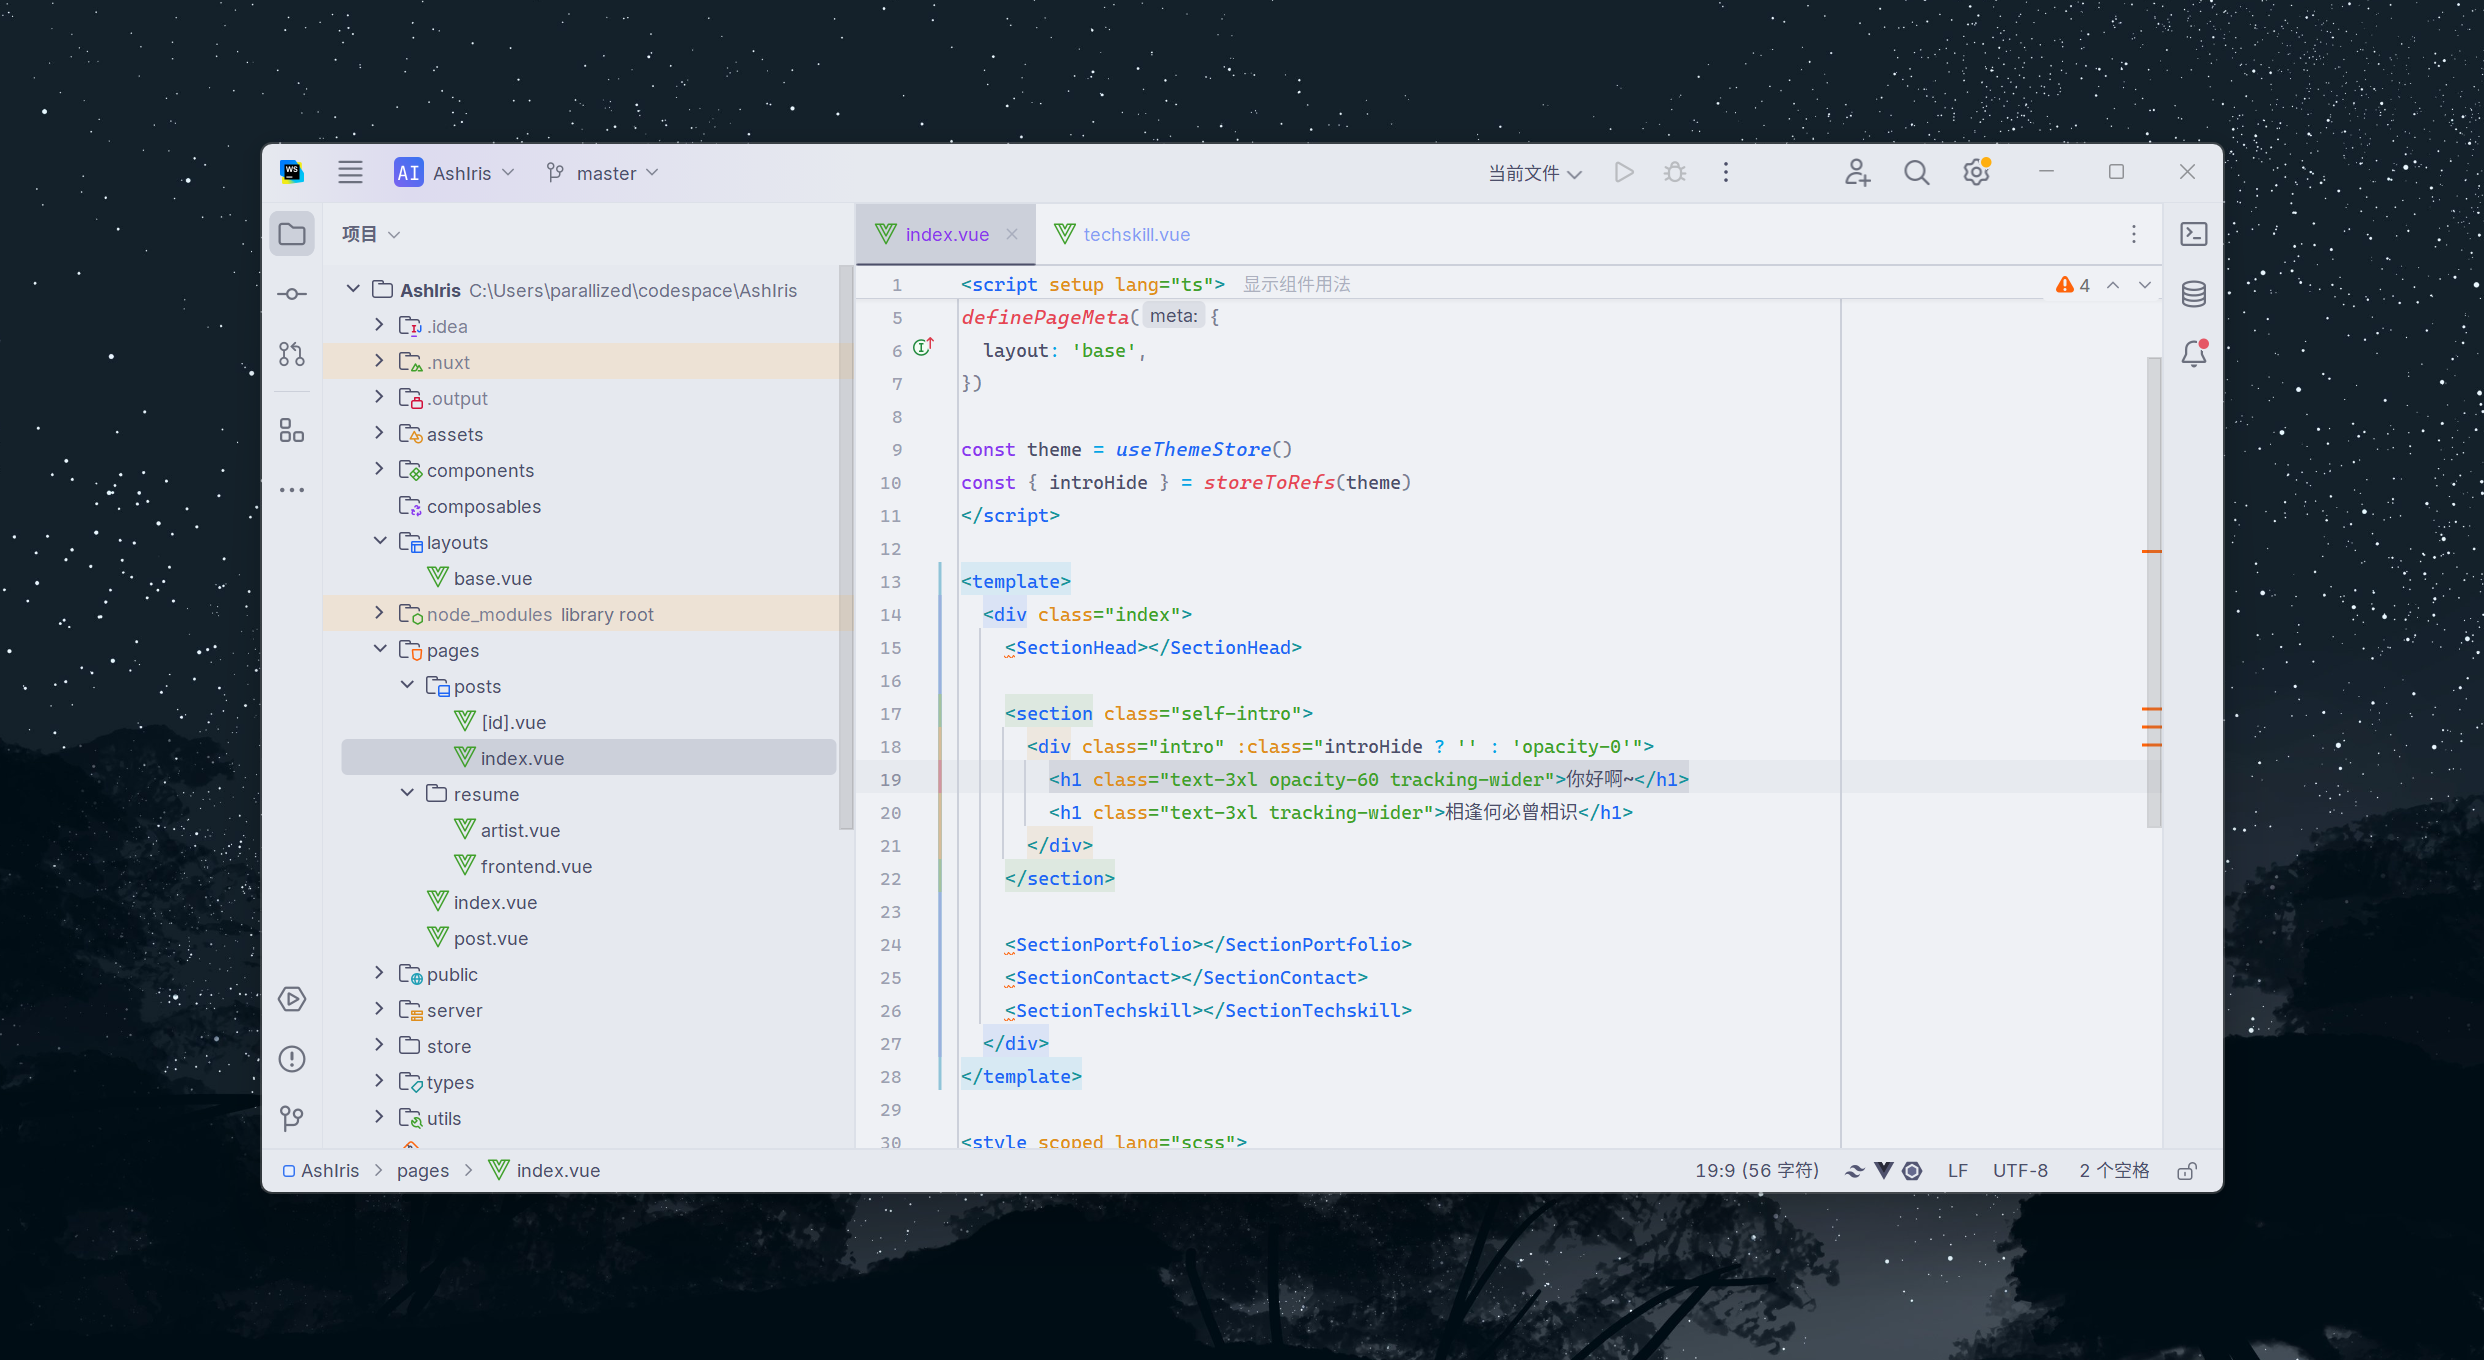 WS
AI AshIris
master
当前文件
项目
AshIris C:\Users\parallized\codespace\AshIris
.idea
.nuxt
.output
assets
components
composables
layouts
base.vue
node_modules library root
pages
posts
[id].vue
index.vue
resume
artist.vue
frontend.vue
index.vue
post.vue
public
server
store
types
utils
index.vue
techskill.vue
4
1 <script setup lang="ts"> 显示组件用法
5 definePageMeta( meta: {
6 layout: 'base',
7 })
8
9 const theme = useThemeStore()
10 const { introHide } = storeToRefs(theme)
11 </script>
12
13 <template>
14 <div class="index">
15 <SectionHead></SectionHead>
16
17 <section class="self-intro">
18 <div class="intro" :class="introHide ? '' : 'opacity-0'">
19 <h1 class="text-3xl opacity-60 tracking-wider">你好啊~</h1>
20 <h1 class="text-3xl tracking-wider">相逢何必曾相识</h1>
21 </div>
22 </section>
23
24 <SectionPortfolio></SectionPortfolio>
25 <SectionContact></SectionContact>
26 <SectionTechskill></SectionTechskill>
27 </div>
28 </template>
29
30 <style scoped lang="scss">
AshIris > pages > index.vue
19:9 (56 字符)
LF
UTF-8
2 个空格